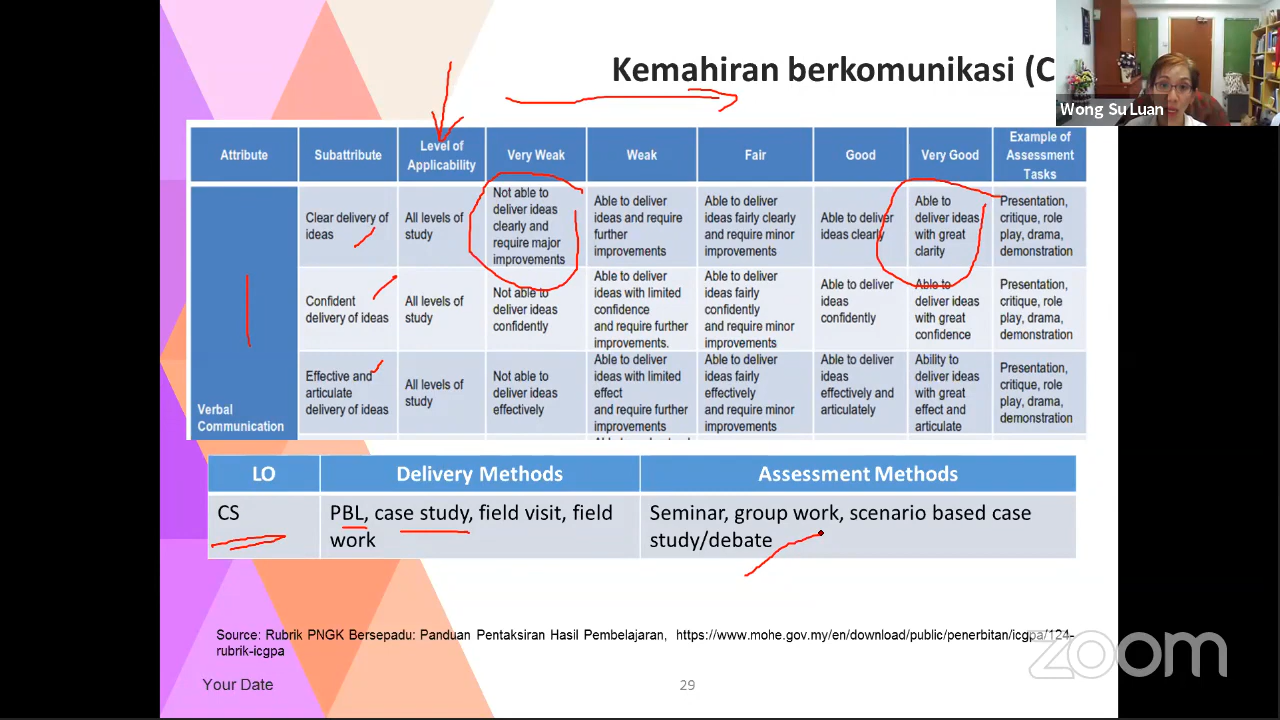 Kemahiran berkomunikasi (C
Wong Su Luan
Attribute
Subattribute
Level of
Applicability
Very Weak
Weak
Fair
Good
Very Good
Example of
Assessment
Tasks
Verbal
Communication
Clear delivery of
ideas
All levels of
study
Not able to
deliver ideas
clearly and
require major
improvements
Able to deliver
ideas and require
further
improvements
Able to deliver
ideas fairly clearly
and require minor
improvements
Able to deliver
ideas clearly
Able to
deliver ideas
with great
clarity
Presentation,
critique, role
play, drama,
demonstration
Confident
delivery of ideas
All levels of
study
Not able to
deliver ideas
confidently
Able to deliver
ideas with limited
confidence
and require further
improvements.
Able to deliver
ideas fairly
confidently
and require minor
improvements
Able to deliver
ideas
confidently
Able to
deliver ideas
with great
confidence
Presentation,
critique, role
play, drama,
demonstration
Effective and
articulate
delivery of ideas
All levels of
study
Not able to
deliver ideas
effectively
Able to deliver
ideas with limited
effect
and require further
improvements
Able to deliver
ideas fairly
effectively
and require minor
improvements
Able to deliver
ideas
effectively and
articulately
Ability to
deliver ideas
with great
effect and
articulate
Presentation,
critique, role
play, drama,
demonstration
LO
Delivery Methods
Assessment Methods
CS
PBL, case study, field visit, field
work
Seminar, group work, scenario based case
study/debate
Source: Rubrik PNGK Bersepadu: Panduan Pentaksiran Hasil Pembelajaran, https://www.mohe.gov.my/en/download/public/penerbitan/icgpa/124-
rubrik-icgpa
Your Date
29
zoom